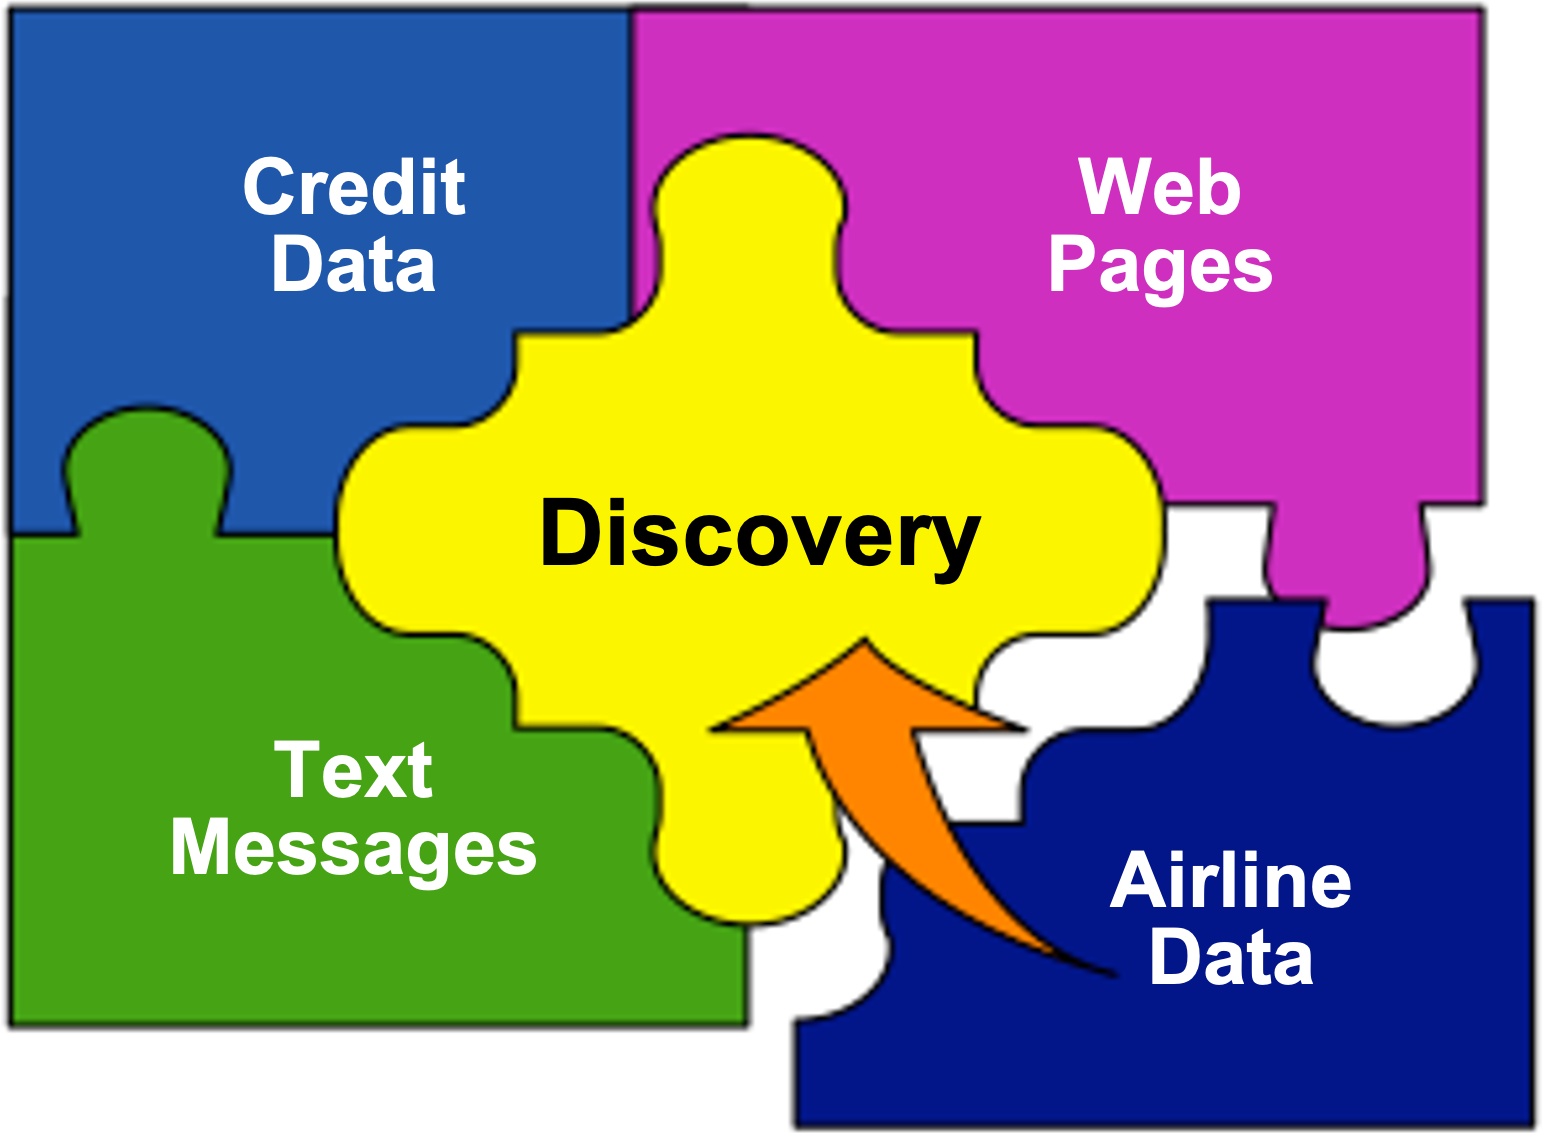 Credit
Data
Web
Pages
Discovery
Text
Messages
Airline
Data